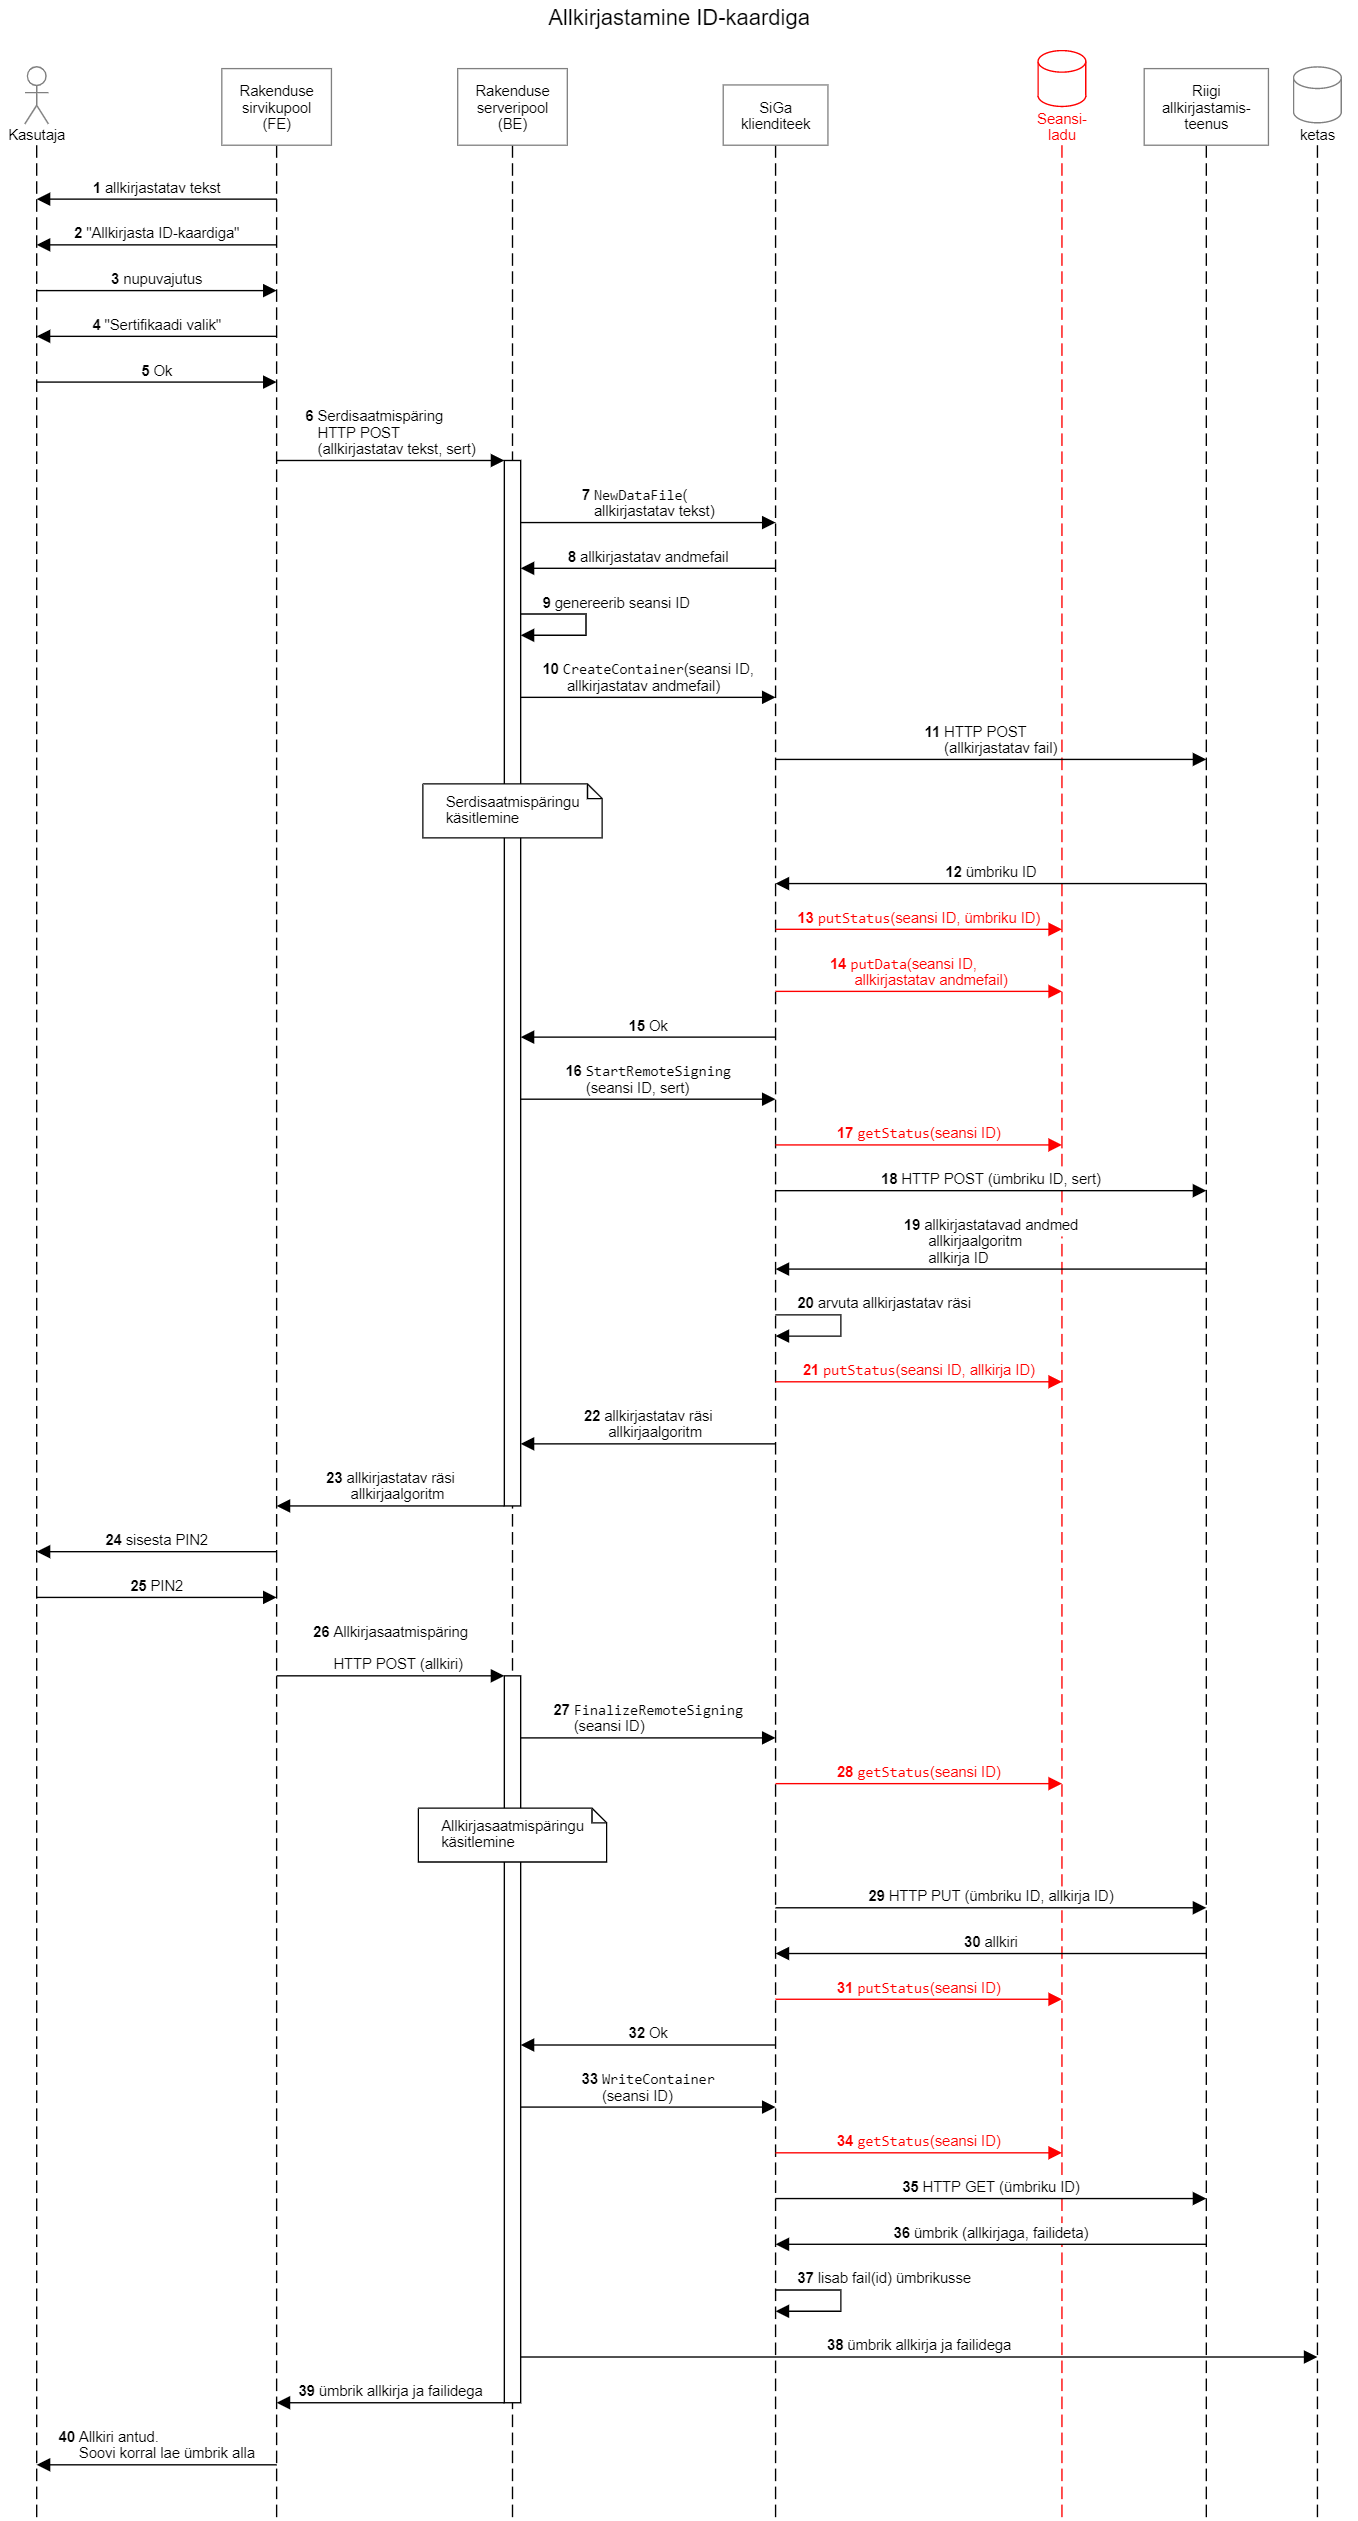 Allkirjastamine ID-kaardiga
Kasutaja
Rakenduse
sirvikupool
(FE)
Rakenduse
serveripool
(BE)
SiGa
klienditeek
Seansi-
ladu
Riigi
allkirjastamis-
teenus
ketas
1 allkirjastatav tekst
2 "Allkirjasta ID-kaardiga"
3 nupuvajutus
4 "Sertifikaadi valik"
5 Ok
6 Serdisaatmispäring
HTTP POST
(allkirjastatav tekst, sert)
7 NewDataFile(
allkirjastatav tekst)
8 allkirjastatav andmefail
9 genereerib seansi ID
10 CreateContainer(seansi ID,
allkirjastatav andmefail)
11 HTTP POST
(allkirjastatav fail)
Serdisaatmispäringu
käsitlemine
12 ümbriku ID
13 putStatus(seansi ID, ümbriku ID)
14 putData(seansi ID,
allkirjastatav andmefail)
15 Ok
16 StartRemoteSigning
(seansi ID, sert)
17 getStatus(seansi ID)
18 HTTP POST (ümbriku ID, sert)
19 allkirjastatavad andmed
allkirjaalgoritm
allkirja ID
20 arvuta allkirjastatav räsi
21 putStatus(seansi ID, allkirja ID)
22 allkirjastatav räsi
allkirjaalgoritm
23 allkirjastatav räsi
allkirjaalgoritm
24 sisesta PIN2
25 PIN2
26 Allkirjasaatmispäring
HTTP POST (allkiri)
27 FinalizeRemoteSigning
(seansi ID)
28 getStatus(seansi ID)
Allkirjasaatmispäringu
käsitlemine
29 HTTP PUT (ümbriku ID, allkirja ID)
30 allkiri
31 putStatus(seansi ID)
32 Ok
33 WriteContainer
(seansi ID)
34 getStatus(seansi ID)
35 HTTP GET (ümbriku ID)
36 ümbrik (allkirjaga, failideta)
37 lisab fail(id) ümbrikusse
38 ümbrik allkirja ja failidega
39 ümbrik allkirja ja failidega
40 Allkiri antud.
Soovi korral lae ümbrik alla